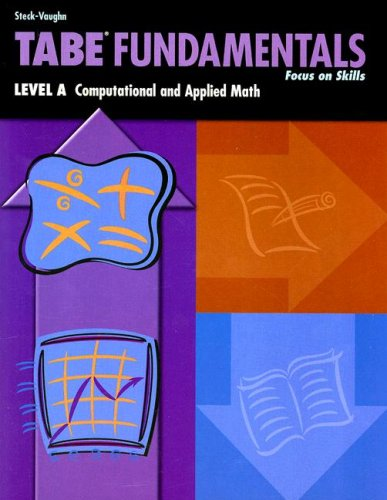 Steck-Vaughn
TABE® FUNDAMENTALS
Focus on Skills
LEVEL A Computational and Applied Math